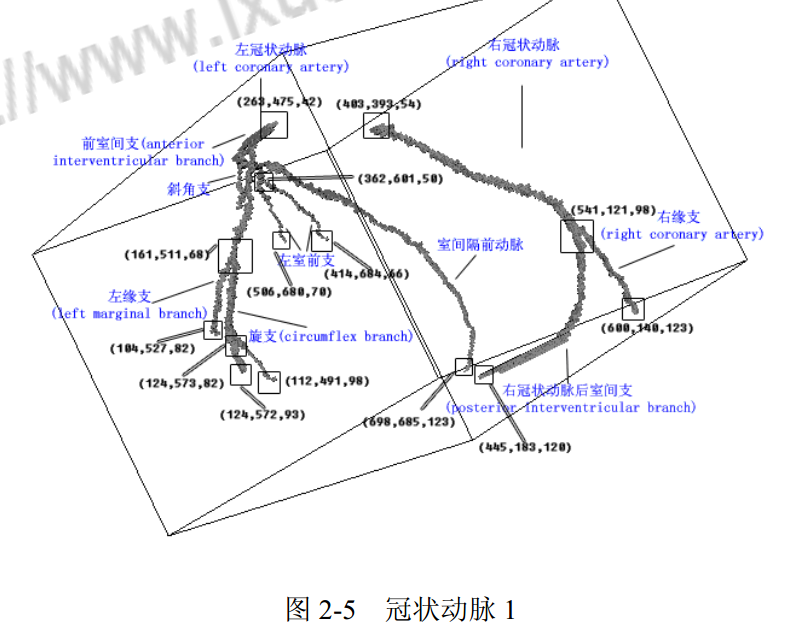 //www.lxu
左冠状动脉
(left coronary artery)
右冠状动脉
(right coronary artery)
(263,475,42)
(403,393,54)
前室间支(anterior
interventricular branch)
斜角支
(362,601,50)
(541,121,98)
右缘支
(right coronary artery)
(161,511,68)
左室前支
(414,684,66)
室间隔前动脉
(506,680,70)
左缘支
(left marginal branch)
(600,140,123)
旋支(circumflex branch)
(104,527,82)
(124,573,82)
(112,491,98)
(124,572,93)
右冠状动脉后室间支
(posterior interventricular branch)
(698,685,123)
(445,183,120)
图 2-5 冠状动脉 1